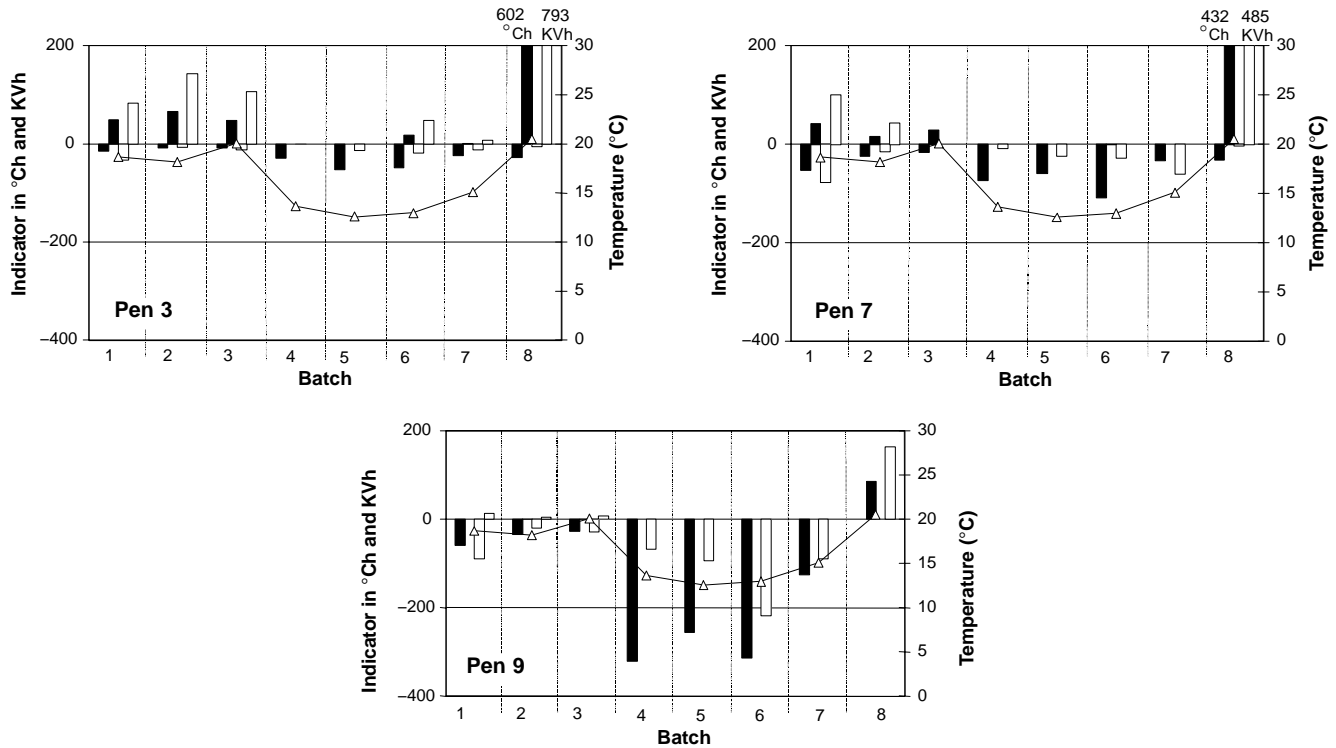 602 793
°Ch KVh
200
0
–200
–400
30
25
20
15
10
5
0
Indicator in °Ch and KVh
Temperature (°C)
Pen 3
1 2 3 4 5 6 7 8
Batch
432 485
°Ch KVh
200
0
–200
–400
30
25
20
15
10
5
0
Indicator in °Ch and KVh
Temperature (°C)
Pen 7
1 2 3 4 5 6 7 8
Batch
200
0
–200
–400
30
25
20
15
10
5
0
Indicator in °Ch and KVh
Temperature (°C)
Pen 9
1 2 3 4 5 6 7 8
Batch